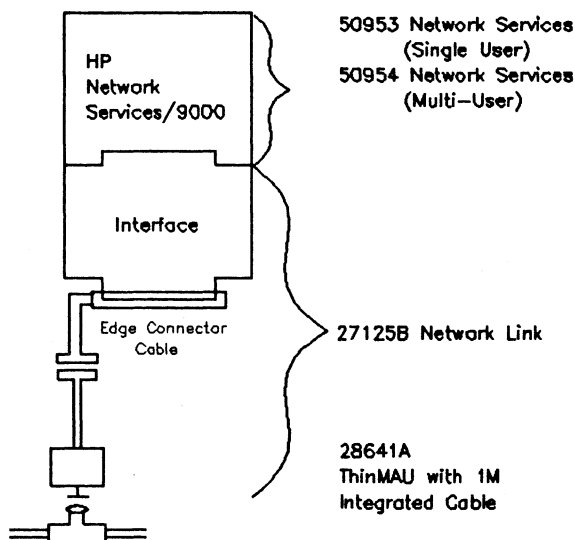 50953 Network Services
(Single User)
50954 Network Services
(Multi-User)
HP
Network
Services/9000
Interface
Edge Connector
Cable
27125B Network Link
28641A
ThinMAU with 1M
Integrated Cable